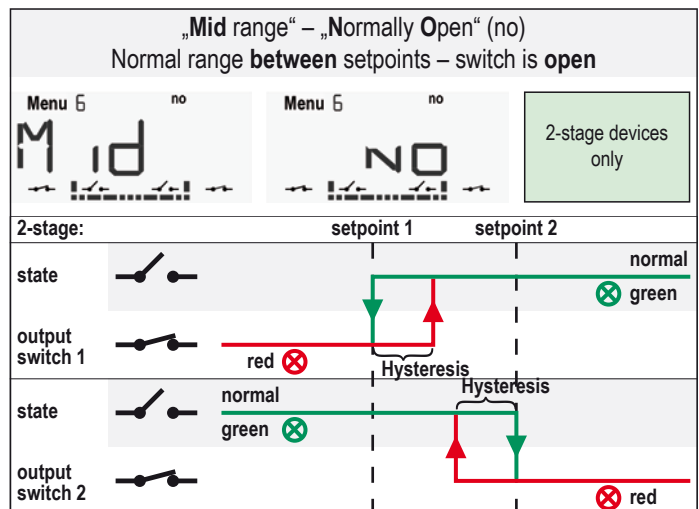 „Mid range“ – „Normally Open“ (no)
Normal range between setpoints – switch is open
Menu 6 no
Mid
Menu 6 no
NO
2-stage devices
only
2-stage: setpoint 1 setpoint 2
state normal
green
output
switch 1
red Hysteresis
Hysteresis
state normal
green
output
switch 2 red